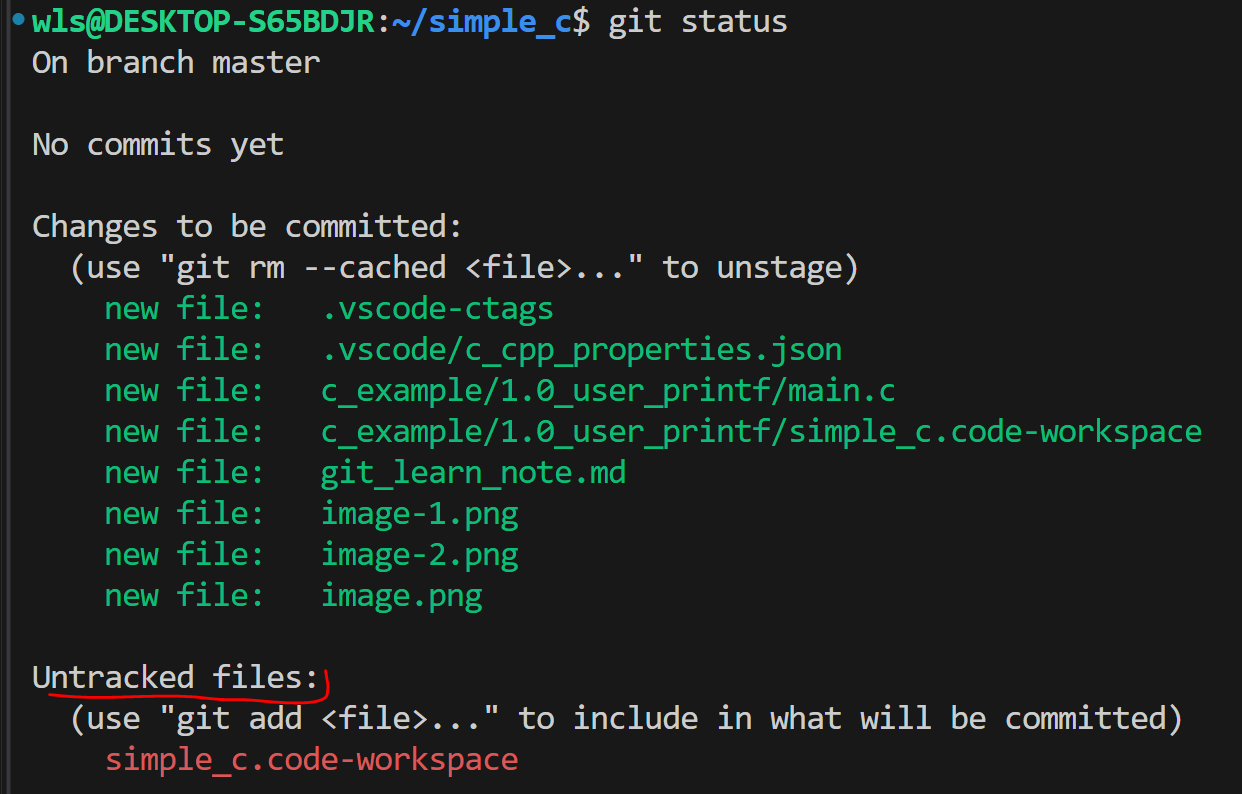 wls@DESKTOP-S65BDJR:~/simple_c$ git status
On branch master
No commits yet
Changes to be committed:
  (use "git rm --cached <file>..." to unstage)
    new file:   .vscode-ctags
    new file:   .vscode/c_cpp_properties.json
    new file:   c_example/1.0_user_printf/main.c
    new file:   c_example/1.0_user_printf/simple_c.code-workspace
    new file:   git_learn_note.md
    new file:   image-1.png
    new file:   image-2.png
    new file:   image.png
Untracked files:
  (use "git add <file>..." to include in what will be committed)
    simple_c.code-workspace